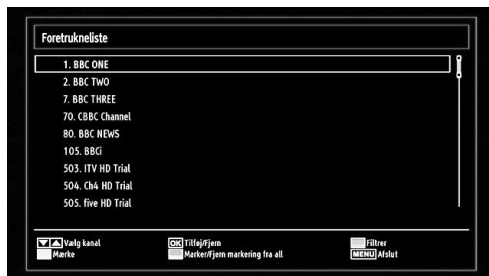 Foretrukneliste
1. BBC ONE
2. BBC TWO
7. BBC THREE
70. CBBC Channel
80. BBC NEWS
105. BBCi
503. ITV HD Trial
504. Ch4 HD Trial
505. five HD Trial
Vælg kanal OK Tilføj/Fjern Filtrer
Mærke Marker/Fjern markering fra all MENU Afslut